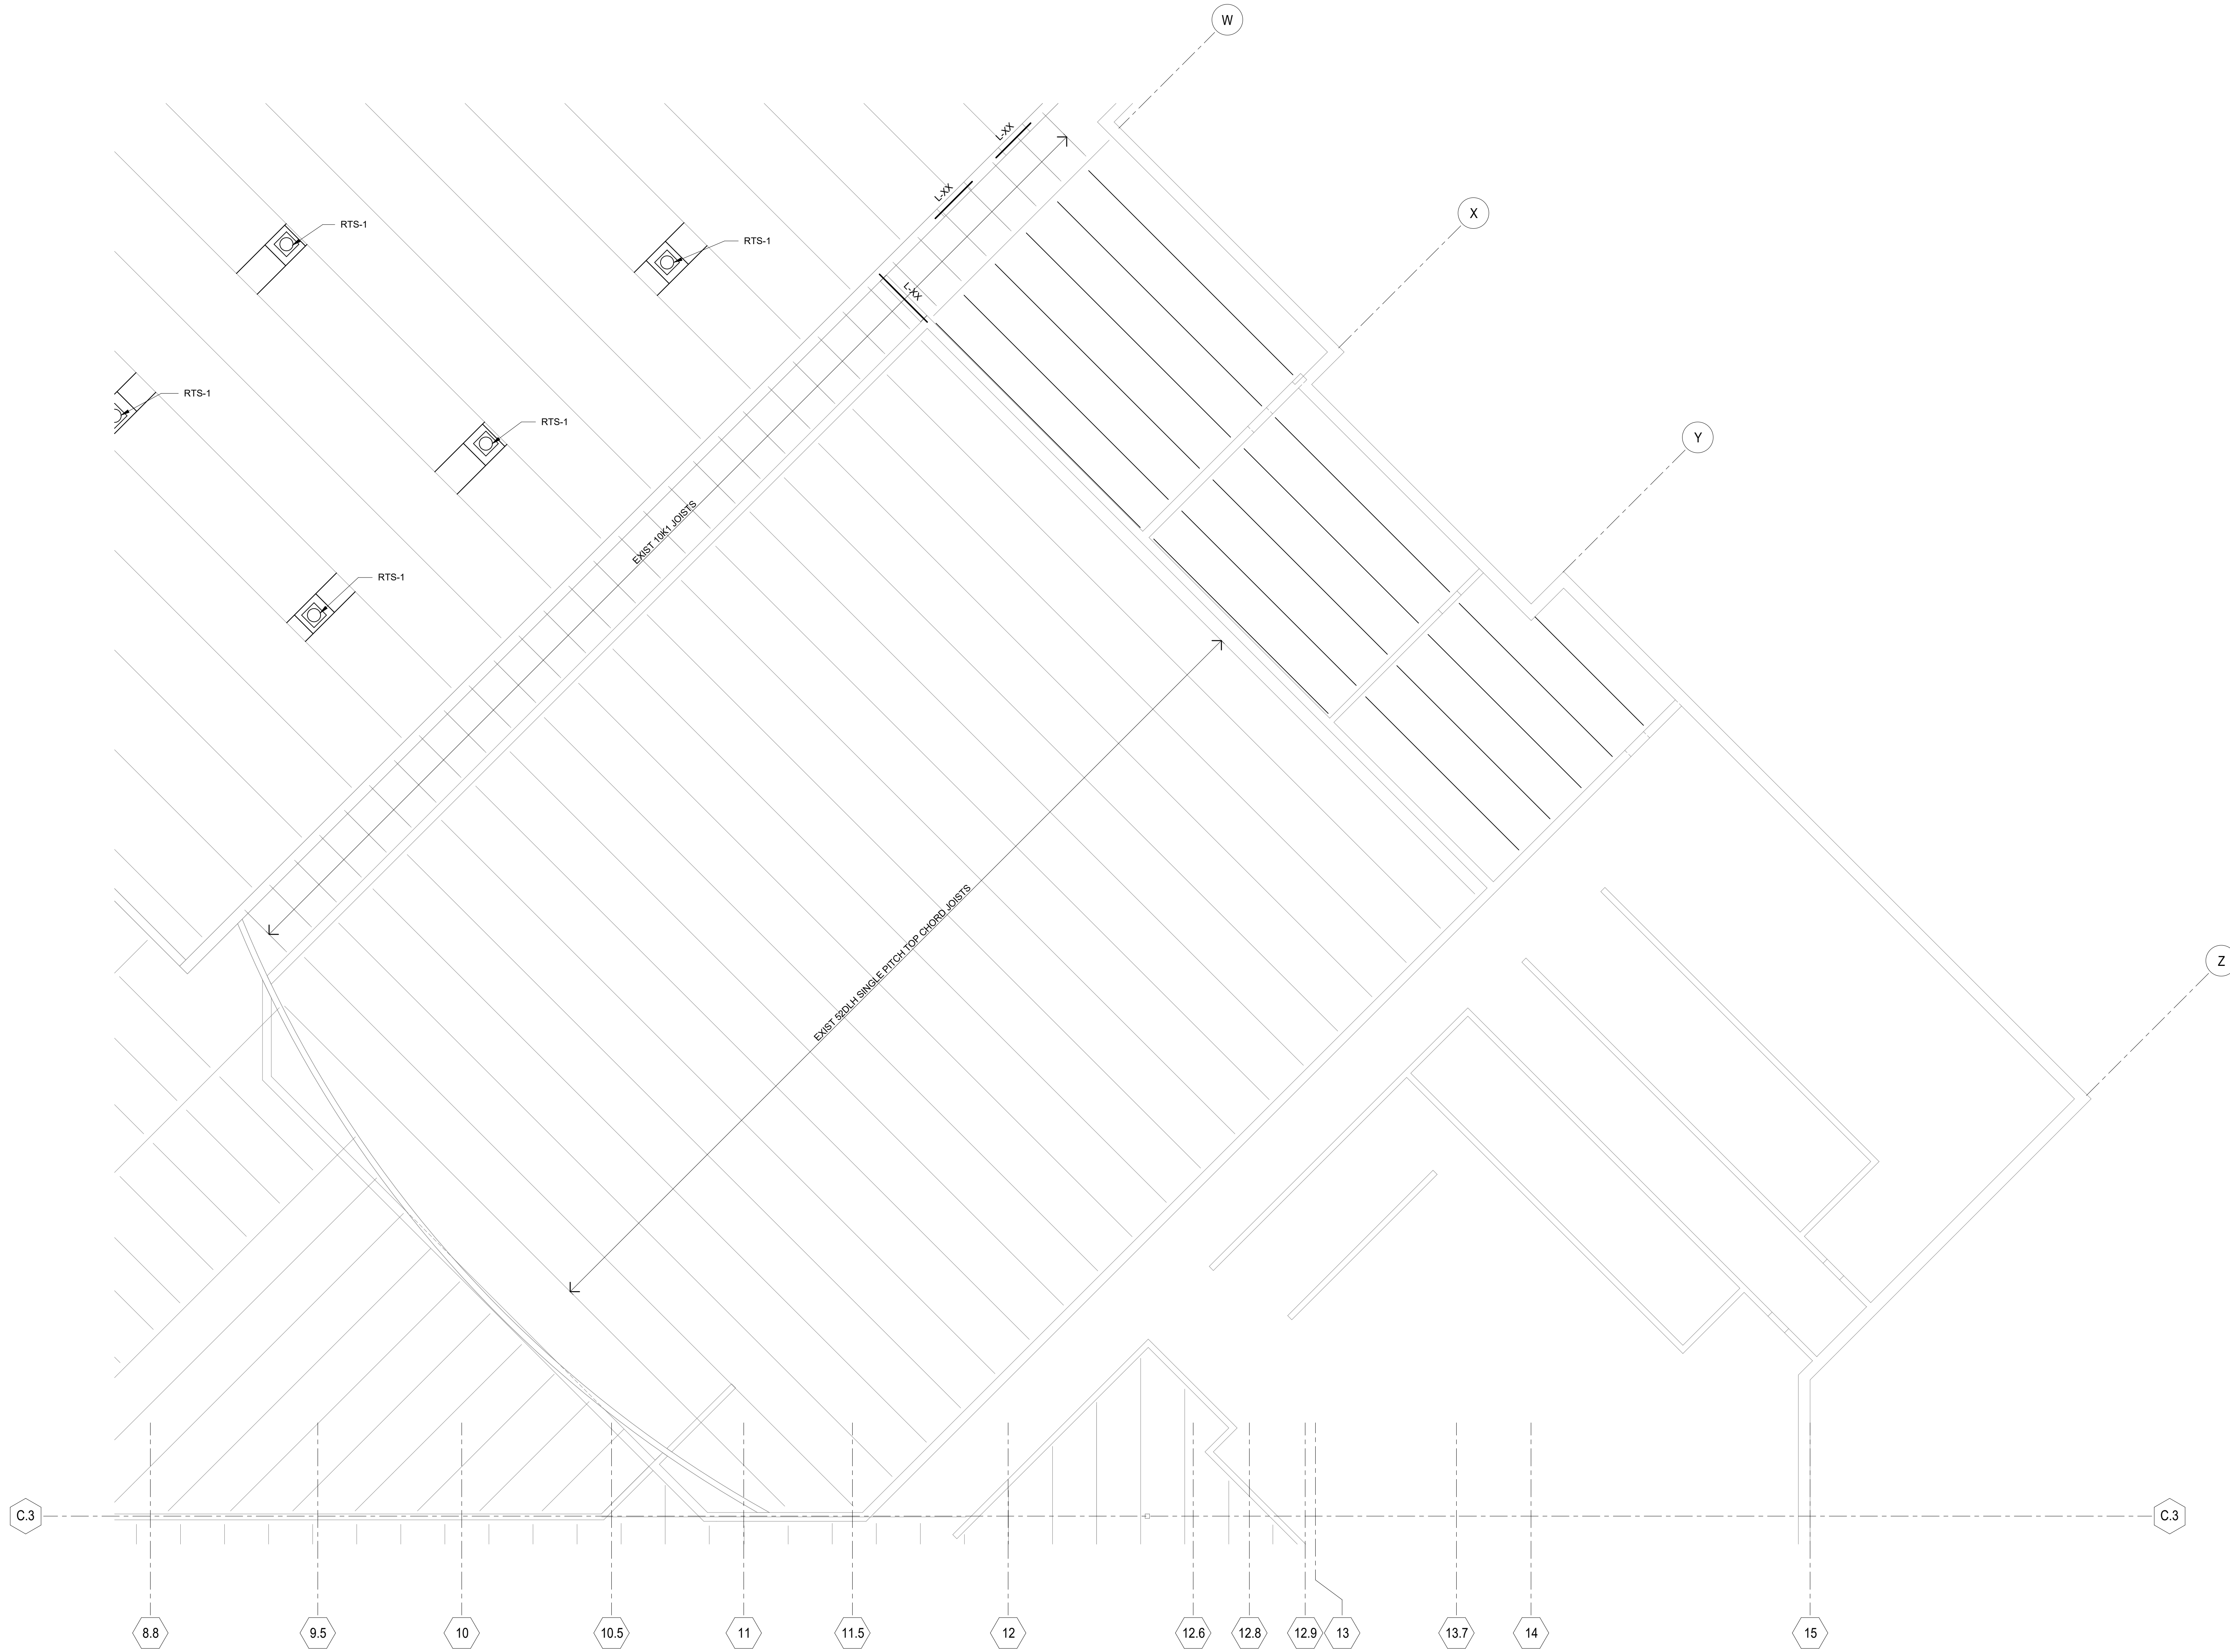 W
L-XX
L-XX
X
RTS-1
RTS-1
L-XX
RTS-1
RTS-1
Y
EXIST 10K1 JOISTS
RTS-1
EXIST 52DLH SINGLE PITCH TOP CHORD JOISTS
Z
C.3
C.3
8.8
9.5
10
10.5
11
11.5
12
12.6
12.8
12.9
13
13.7
14
15